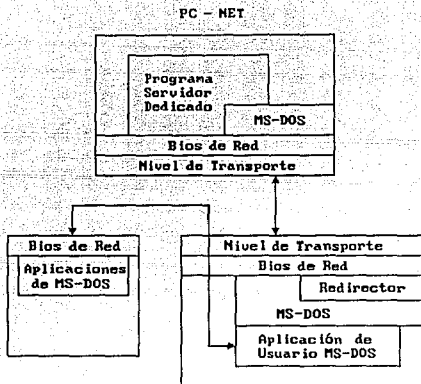 PC - NET
Programa
Servidor
Dedicado
MS-DOS
Bios de Red
Nivel de Transporte
Bios de Red
Aplicaciones
de MS-DOS
Nivel de Transporte
Bios de Red
Redirector
MS-DOS
Aplicación de
Usuario MS-DOS